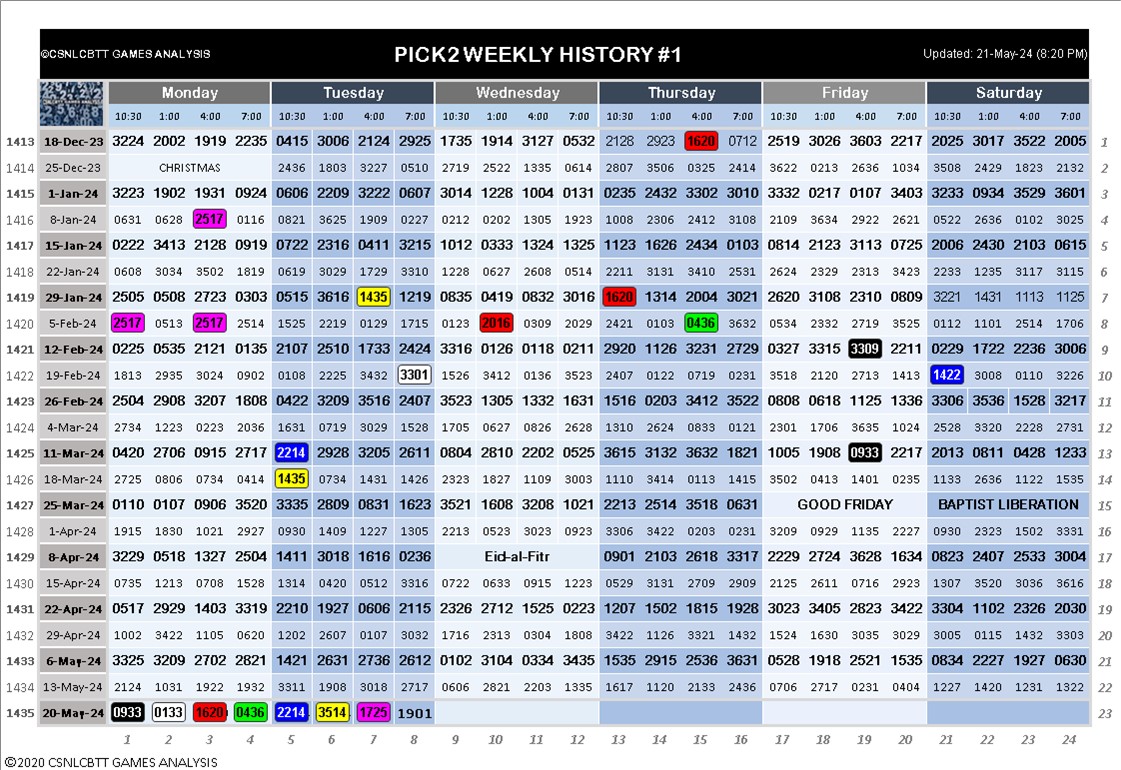 ©CSNLCBTT GAMES ANALYSIS PICK2 WEEKLY HISTORY #1 Updated: 21-May-24 (8:20 PM)
Monday Tuesday Wednesday Thursday Friday Saturday
10:30 1:00 4:00 7:00 10:30 1:00 4:00 7:00 10:30 1:00 4:00 7:00 10:30 1:00 4:00 7:00 10:30 1:00 4:00 7:00 10:30 1:00 4:00 7:00
1413 18-Dec-23 3224 2002 1919 2235 0415 3006 2124 2925 1735 1914 3127 0532 2128 2923 1620 0712 2519 3026 3603 2217 2025 3017 3522 2005 1
1414 25-Dec-23 CHRISTMAS 2436 1803 3227 0510 2719 2522 1335 0614 2807 3506 0325 2414 3622 0213 2636 1034 3508 2429 1823 2132 2
1415 1-Jan-24 3223 1902 1931 0924 0606 2209 3222 0607 3014 1228 1004 0131 0235 2432 3302 3010 3332 0217 0107 3403 3233 0934 3529 3601 3
1416 8-Jan-24 0631 0628 2517 0116 0821 3625 1909 0227 0212 0202 1305 1923 1008 2306 2412 3108 2109 3634 2922 2621 0522 2636 0102 3025 4
1417 15-Jan-24 0222 3413 2128 0919 0722 2316 0411 3215 1012 0333 1324 1325 1123 1626 2434 0103 0814 2123 3113 0725 2006 2430 2103 0615 5
1418 22-Jan-24 0608 3034 3502 1819 0619 3029 1729 3310 1228 0627 2608 0514 2211 3131 3410 2531 2624 2329 2313 3423 2233 1235 3117 3115 6
1419 29-Jan-24 2505 0508 2723 0303 0515 3616 1435 1219 0835 0419 0832 3016 1620 1314 2004 3021 2620 3108 2310 0809 3221 1431 1113 1125 7
1420 5-Feb-24 2517 0513 2517 2514 1525 2219 0129 1715 0123 2016 0309 2029 2421 0103 0436 3632 0534 2332 2719 3525 0112 1101 2514 1706 8
1421 12-Feb-24 0225 0535 2121 0135 2107 2510 1733 2424 3316 0126 0118 0211 2920 1126 3231 2729 0327 3315 3309 2211 0229 1722 2236 3006 9
1422 19-Feb-24 1813 2935 3024 0902 0108 2225 3432 3301 1526 3412 0136 3523 2407 0122 0719 0231 3518 2120 2713 1413 1422 3008 0110 3226 10
1423 26-Feb-24 2504 2908 3207 1808 0422 3209 3516 2407 3523 1305 1332 1631 1516 0203 3412 3522 0808 0618 1125 1336 3306 3536 1528 3217 11
1424 4-Mar-24 2734 1223 0223 2036 1631 0719 3029 1528 1705 0627 0826 2628 1310 2624 0833 0121 2301 1706 3635 1024 2528 3320 2228 2731 12
1425 11-Mar-24 0420 2706 0915 2717 2214 2928 3205 2611 0804 2810 2202 0525 3615 3132 3632 1821 1005 1908 0933 2217 2013 0811 0428 1233 13
1426 18-Mar-24 2725 0806 0734 0414 1435 0734 1431 1426 2323 1827 1109 3003 1110 3414 0113 1415 3502 0413 1401 0235 1133 2636 1122 1535 14
1427 25-Mar-24 0110 0107 0906 3520 3335 2809 0831 1623 3521 1608 3208 1021 2213 2514 3518 0631 GOOD FRIDAY BAPTIST LIBERATION 15
1428 1-Apr-24 1915 1830 1021 2927 0930 1409 1227 1305 2213 0523 3023 0923 3306 3422 0203 0231 3209 0929 1135 2227 0930 2323 1502 3331 16
1429 8-Apr-24 3229 0518 1327 2504 1411 3018 1616 0236 Eid-al-Fitr 0901 2103 2618 3317 2229 2724 3628 1634 0823 2407 2533 3004 17
1430 15-Apr-24 0735 1213 0708 1528 1314 0420 0512 3316 0722 0633 0915 1223 0529 3131 2709 2909 2125 2611 0716 2923 1307 3520 3036 3616 18
1431 22-Apr-24 0517 2929 1403 3319 2210 1927 0606 2115 2326 2712 1525 0223 1207 1502 1815 1928 3023 3405 2823 3422 3304 1102 2326 2030 19
1432 29-Apr-24 1002 3422 1105 0620 1202 2607 0107 3032 1716 2313 0304 1808 3422 1126 3321 1432 1524 1630 3035 3029 3005 0115 1432 3303 20
1433 6-May-24 3325 3209 2702 2821 1421 2631 2736 2612 0102 3104 0334 3435 1535 2915 2536 3631 0528 1918 2521 1535 0834 2227 1927 0630 21
1434 13-May-24 2124 1031 1922 1932 3311 1908 3018 2717 0606 2821 2203 1335 1617 1120 2133 2436 0706 2717 0231 0404 1227 1420 1231 1322 22
1435 20-May-24 0933 0133 1620 0436 2214 3514 1725 1901 23
1 2 3 4 5 6 7 8 9 10 11 12 13 14 15 16 17 18 19 20 21 22 23 24
©2020 CSNLCBTT GAMES ANALYSIS